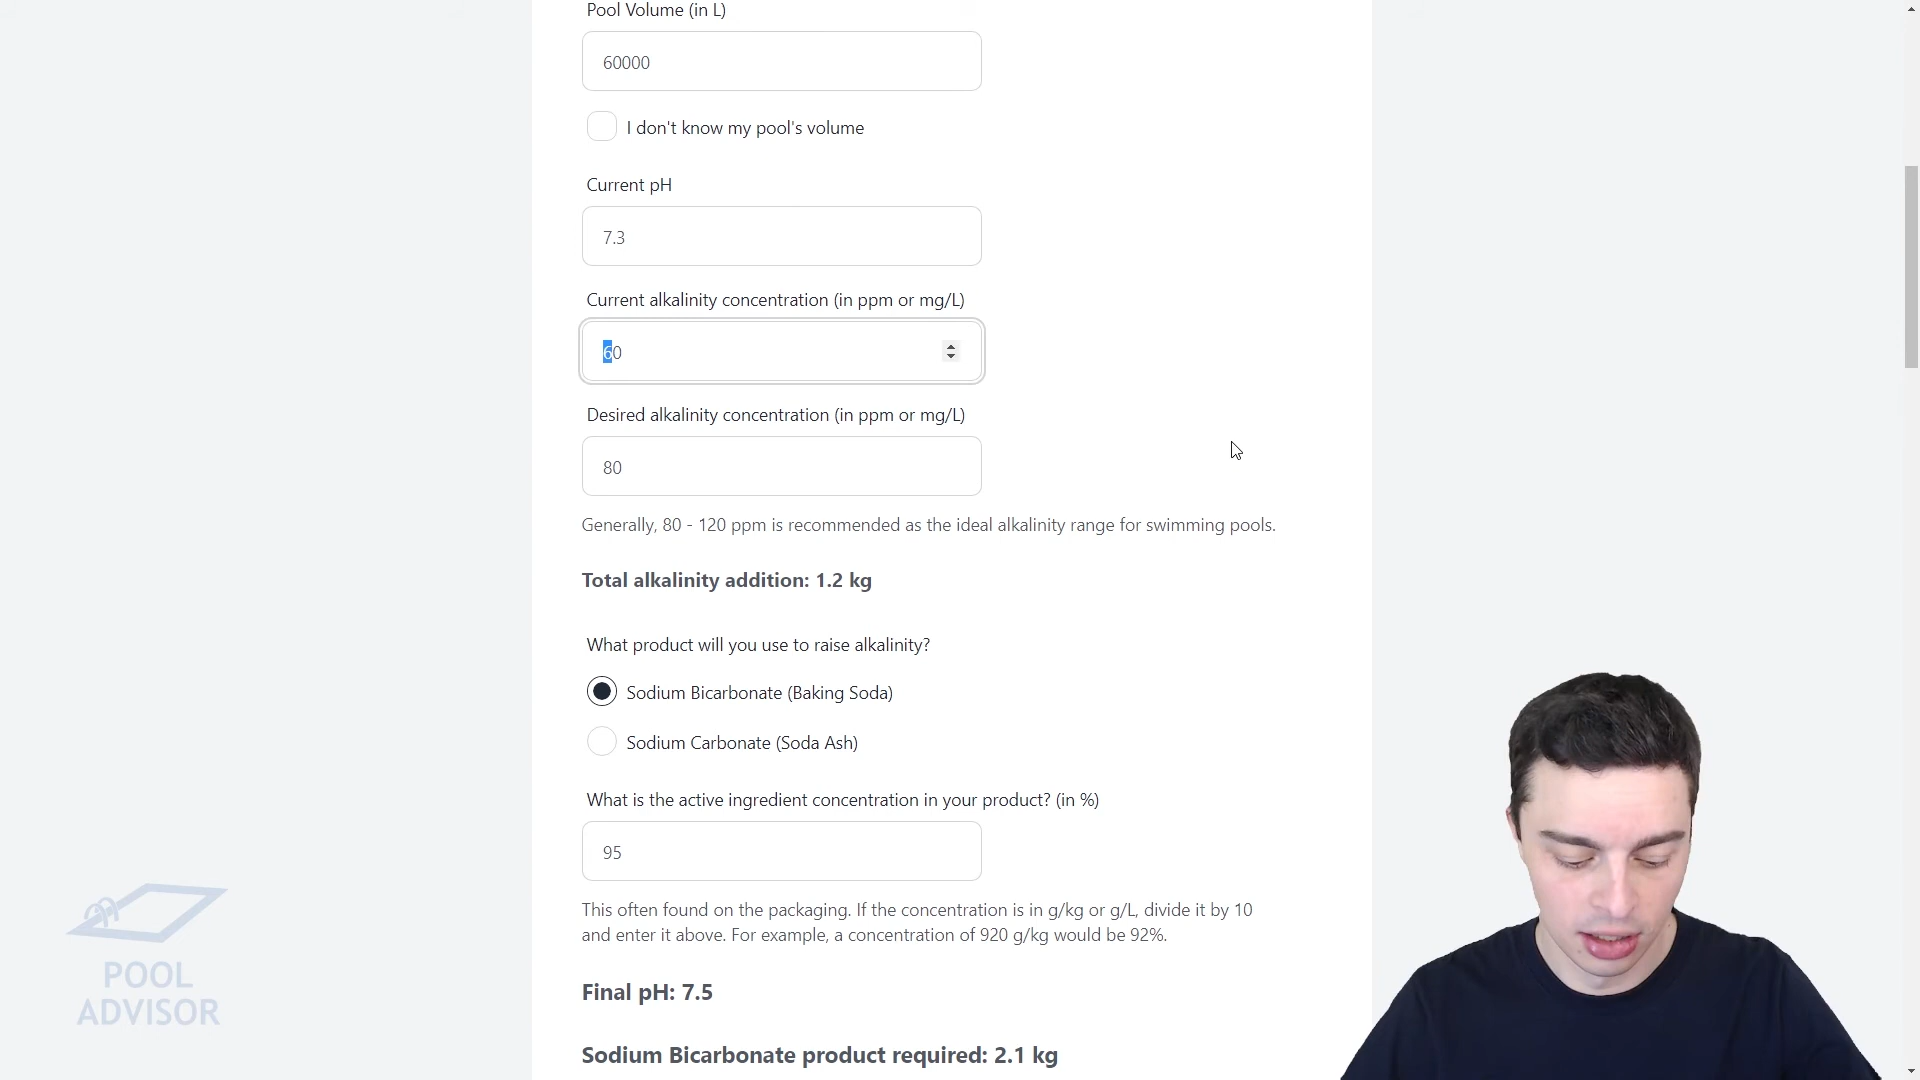 Pool Volume (in L)
60000
I don't know my pool's volume
Current pH
7.3
Current alkalinity concentration (in ppm or mg/L)
60
Desired alkalinity concentration (in ppm or mg/L)
80
Generally, 80 - 120 ppm is recommended as the ideal alkalinity range for swimming pools.
Total alkalinity addition: 1.2 kg
What product will you use to raise alkalinity?
Sodium Bicarbonate (Baking Soda)
Sodium Carbonate (Soda Ash)
What is the active ingredient concentration in your product? (in %)
95
This often found on the packaging. If the concentration is in g/kg or g/L, divide it by 10
and enter it above. For example, a concentration of 920 g/kg would be 92%.
Final pH: 7.5
Sodium Bicarbonate product required: 2.1 kg
POOL
ADVISOR